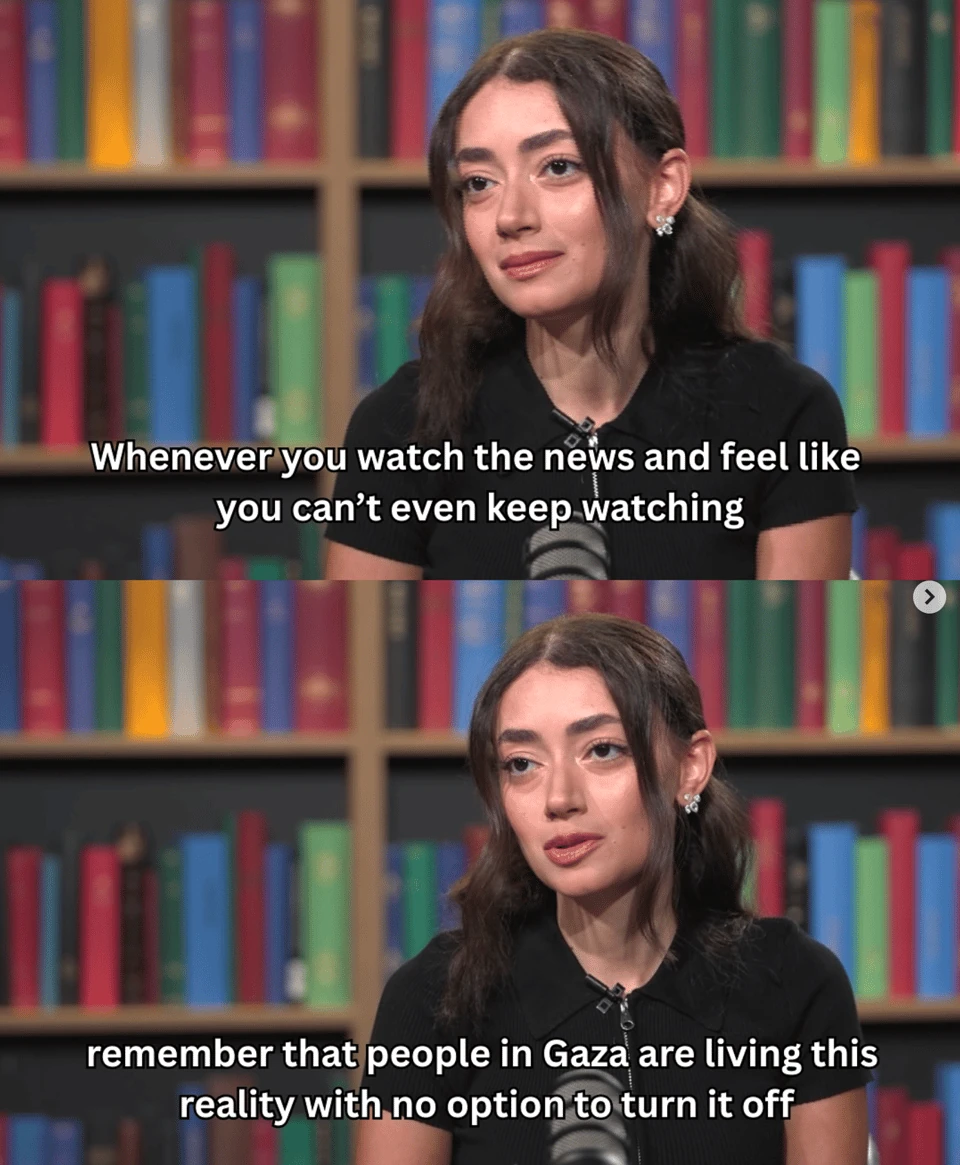 Whenever you watch the news and feel like
you can't even keep watching
remember that people in Gaza are living this
reality with no option to turn it off